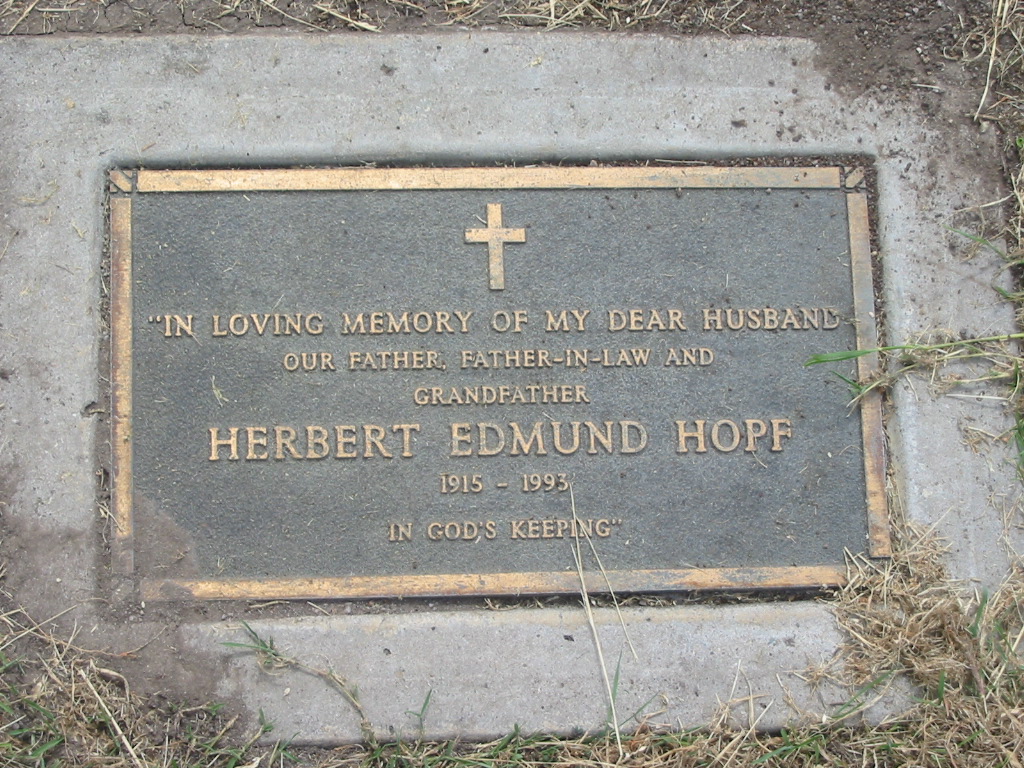 "IN LOVING MEMORY OF MY DEAR HUSBAND
OUR FATHER, FATHER-IN-LAW AND
GRANDFATHER
HERBERT EDMUND HOPF
1915 - 1993
IN GOD'S KEEPING"